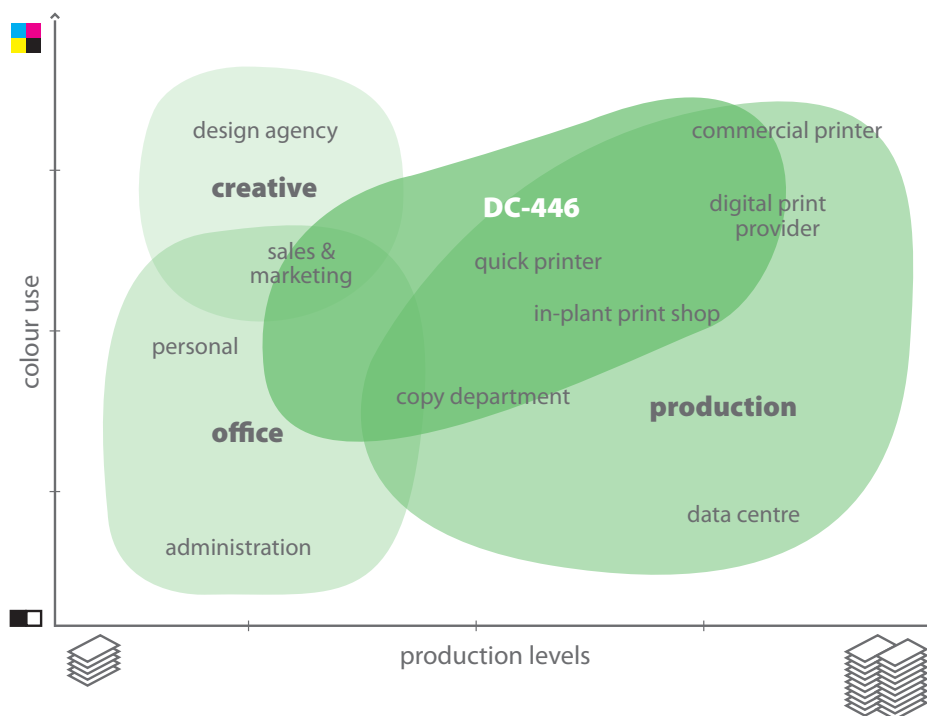 design agency
commercial printer
creative
DC-446
digital print
provider
sales &
marketing
quick printer
in-plant print shop
personal
colour use
copy department
production
office
data centre
administration
production levels